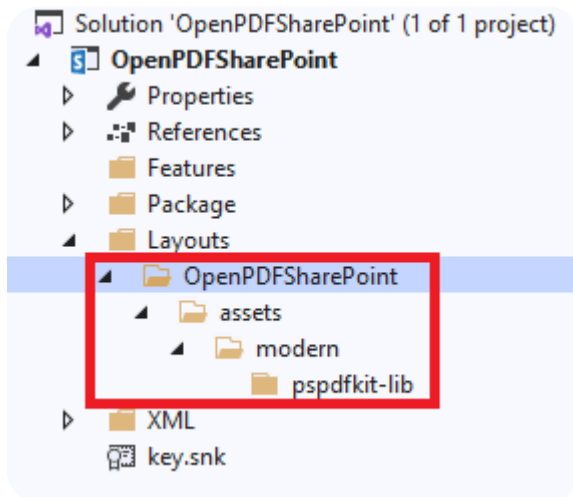 Solution 'OpenPDFSharePoint' (1 of 1 project)
OpenPDFSharePoint
Properties
References
Features
Package
Layouts
OpenPDFSharePoint
assets
modern
pspdfkit-lib
XML
key.snk